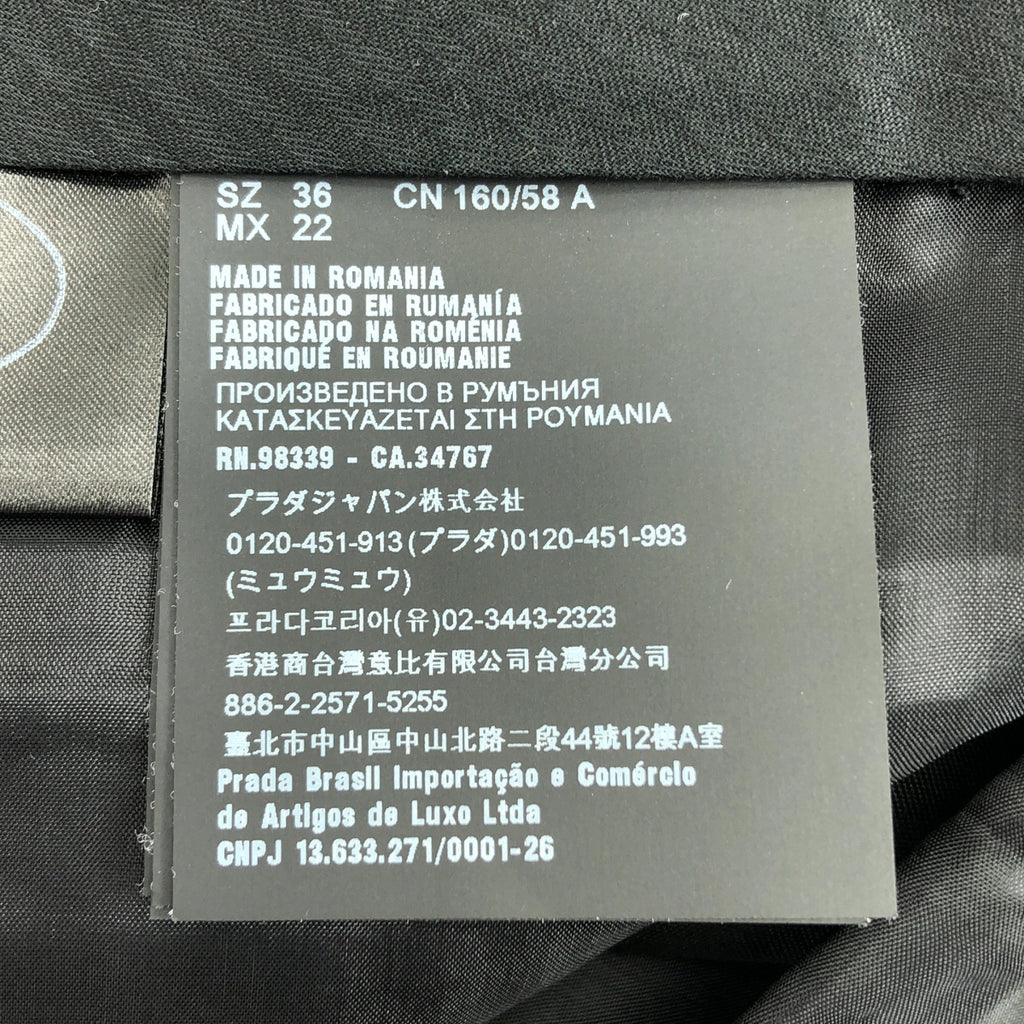 SZ 36 CN 160/58 A
MX 22
MADE IN ROMANIA
FABRICADO EN RUMANÍA
FABRICADO NA ROMÉNIA
FABRIQUÉ EN ROUMANIE
ПРОИЗВЕДЕНО В РУМЪНИЯ
ΚΑΤΑΣΚΕΥΑΖΕΤΑΙ ΣΤΗ ΡΟΥΜΑΝΙΑ
RN.98339 - CA.34767
プラダジャパン株式会社
0120-451-913(プラダ)0120-451-993
(ミュウミュウ)
프라다코리아(유)02-3443-2323
香港商台灣意比有限公司台灣分公司
886-2-2571-5255
臺北市中山區中山北路二段44號12樓A室
Prada Brasil Importação e Comércio
de Artigos de Luxo Ltda
CNPJ 13.633.271/0001-26